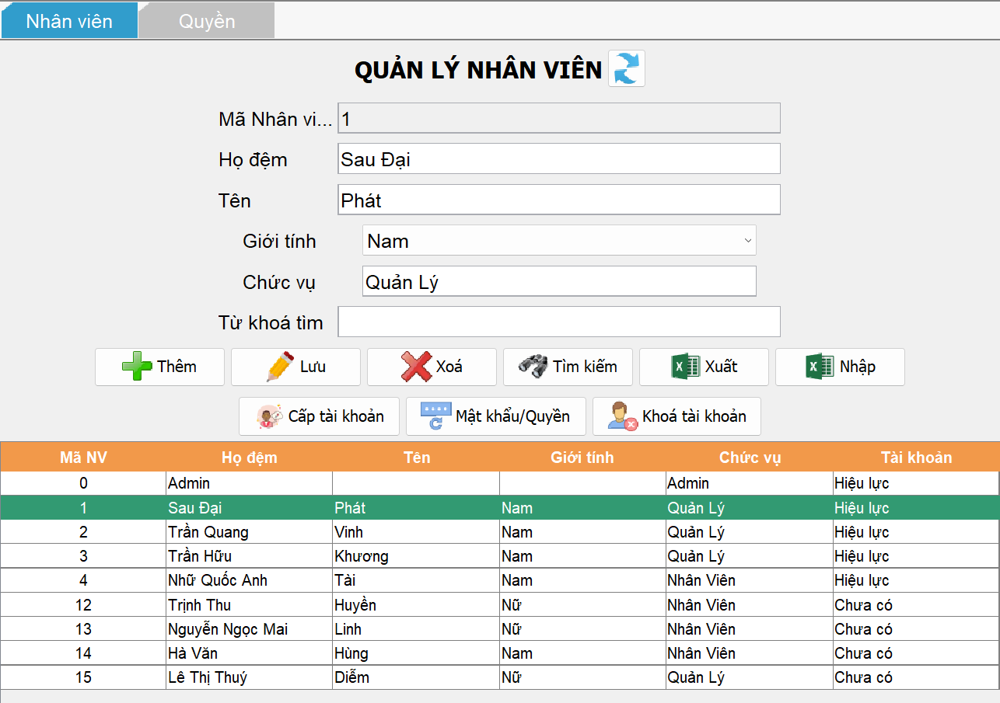 Nhân viên Quyền
QUẢN LÝ NHÂN VIÊN
Mã Nhân vi... 1
Họ đệm Sau Đại
Tên Phát
Giới tính Nam
Chức vụ Quản Lý
Từ khoá tìm
Thêm Lưu Xoá Tìm kiếm Xuất Nhập
Cấp tài khoản Mật khẩu/Quyền Khoá tài khoản
Mã NV Họ đệm Tên Giới tính Chức vụ Tài khoản
0 Admin Admin Hiệu lực
1 Sau Đại Phát Nam Quản Lý Hiệu lực
2 Trần Quang Vinh Nam Quản Lý Hiệu lực
3 Trần Hữu Khương Nam Quản Lý Hiệu lực
4 Nhữ Quốc Anh Tài Nam Nhân Viên Hiệu lực
12 Trịnh Thu Huyền Nữ Nhân Viên Chưa có
13 Nguyễn Ngọc Mai Linh Nữ Nhân Viên Chưa có
14 Hà Văn Hùng Nam Nhân Viên Chưa có
15 Lê Thị Thuý Diễm Nữ Quản Lý Chưa có